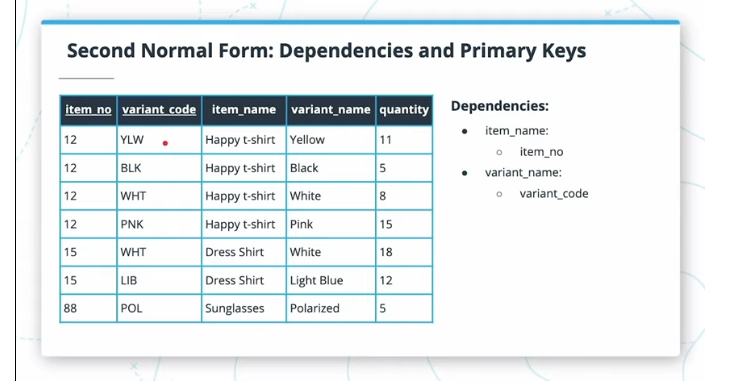 Second Normal Form: Dependencies and Primary Keys
item_no variant_code item_name variant_name quantity
12 YLW Happy t-shirt Yellow 11
12 BLK Happy t-shirt Black 5
12 WHT Happy t-shirt White 8
12 PNK Happy t-shirt Pink 15
15 WHT Dress Shirt White 18
15 LIB Dress Shirt Light Blue 12
88 POL Sunglasses Polarized 5
Dependencies:
item_name:
item_no
variant_name:
variant_code